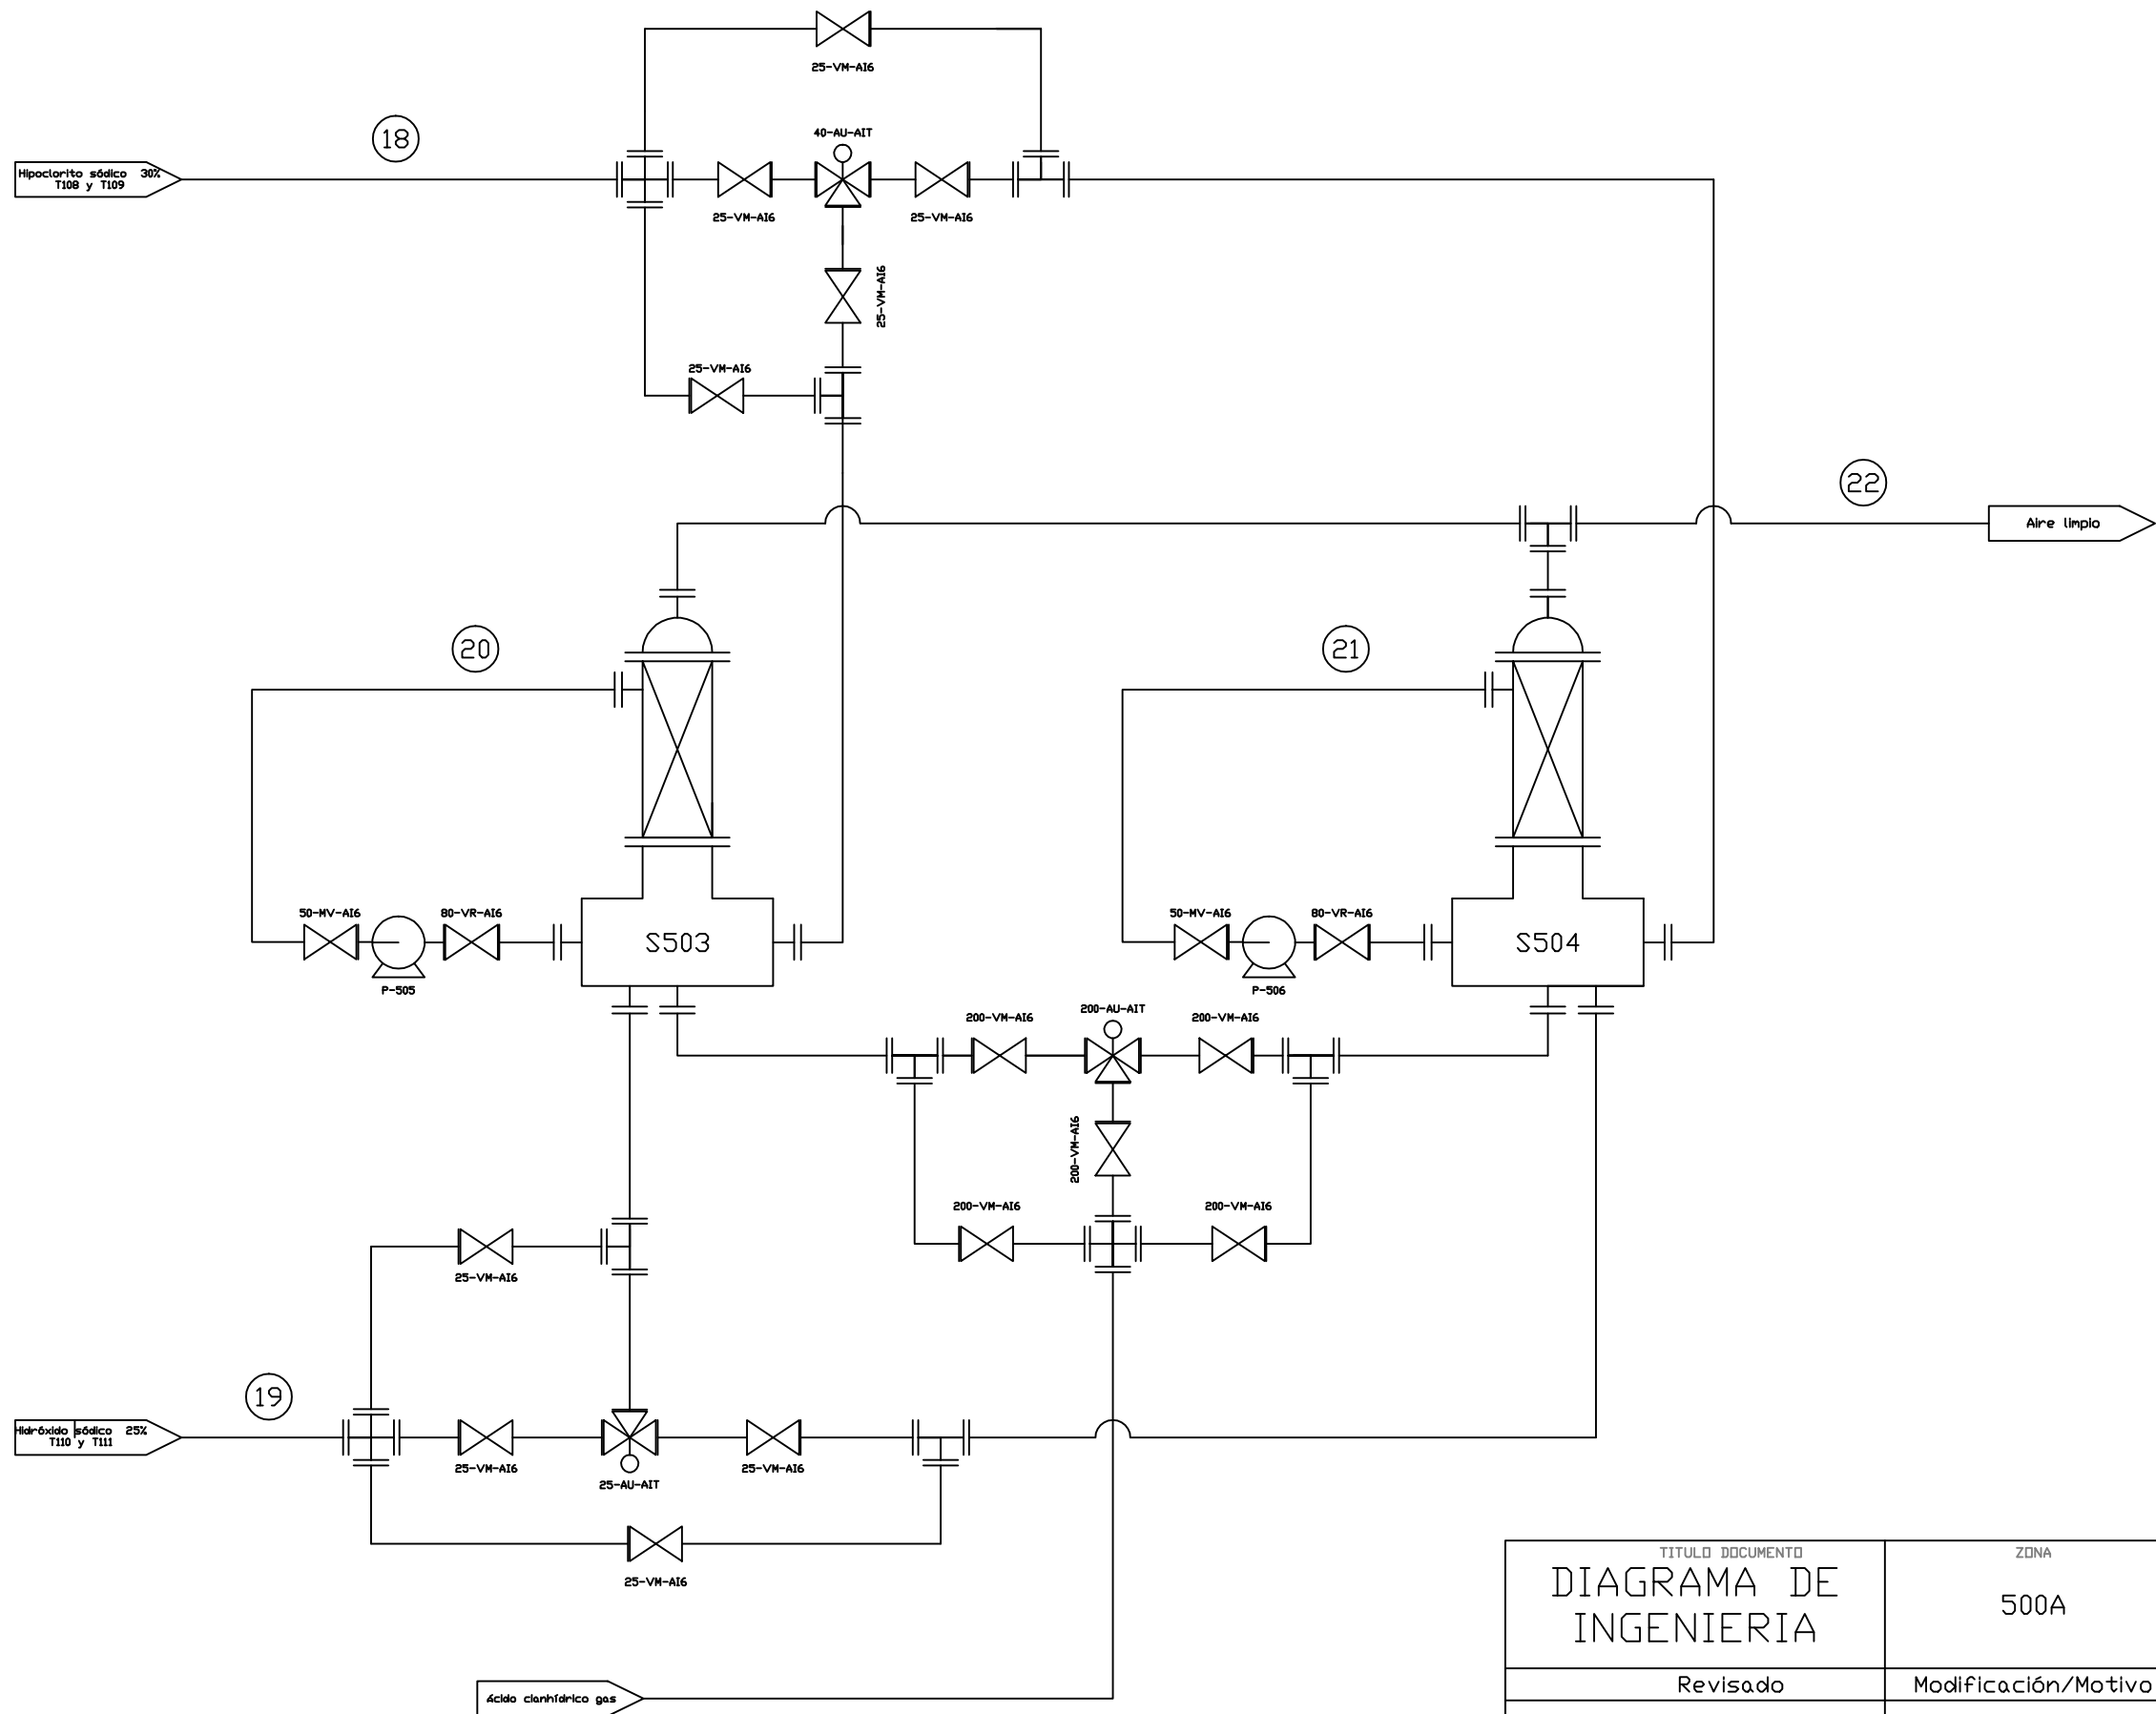 25-VM-AI6
18
40-AU-AIT
Hipoclorito sódico 30%
T108 y T109
25-VM-AI6
25-VM-AI6
25-VM-AI6
25-VM-AI6
22
Aire limpio
20
21
50-MV-AI6
80-VR-AI6
S503
P-505
50-MV-AI6
80-VR-AI6
S504
P-506
200-VM-AI6
200-AU-AIT
200-VM-AI6
200-VM-AI6
200-VM-AI6
200-VM-AI6
25-VM-AI6
19
Hidróxido sódico 25%
T110 y T111
25-VM-AI6
25-AU-AIT
25-VM-AI6
25-VM-AI6
TITULO DOCUMENTO
DIAGRAMA DE
INGENIERIA
ZONA
500A
Revisado
Modificación/Motivo
Ácido cianhídrico gas